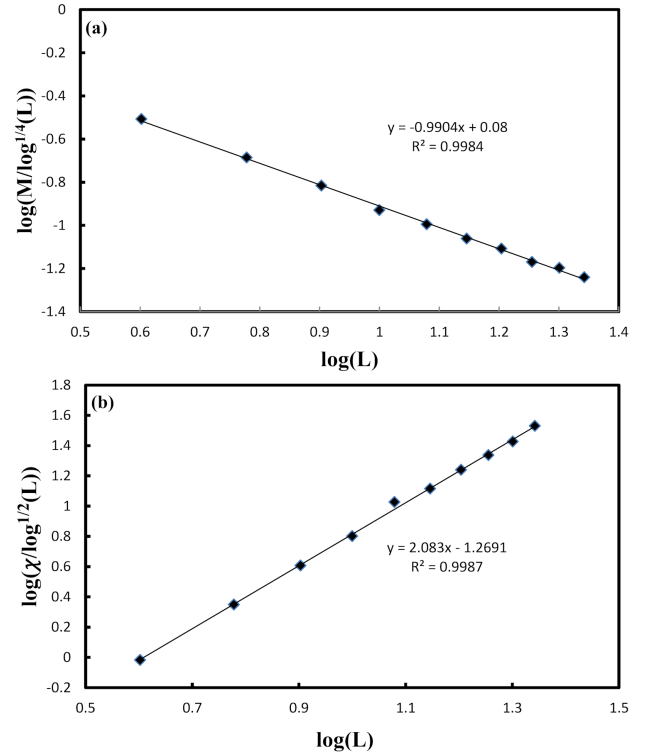 (a)
log(M/log^{1/4}(L))
0
-0.2
-0.4
-0.6
-0.8
-1
-1.2
-1.4
y = -0.9904x + 0.08
R² = 0.9984
0.5 0.6 0.7 0.8 0.9 1 1.1 1.2 1.3 1.4
log(L)
(b)
log(χ/log^{1/2}(L))
1.8
1.6
1.4
1.2
1
0.8
0.6
0.4
0.2
0
-0.2
y = 2.083x - 1.2691
R² = 0.9987
0.5 0.7 0.9 1.1 1.3 1.5
log(L)